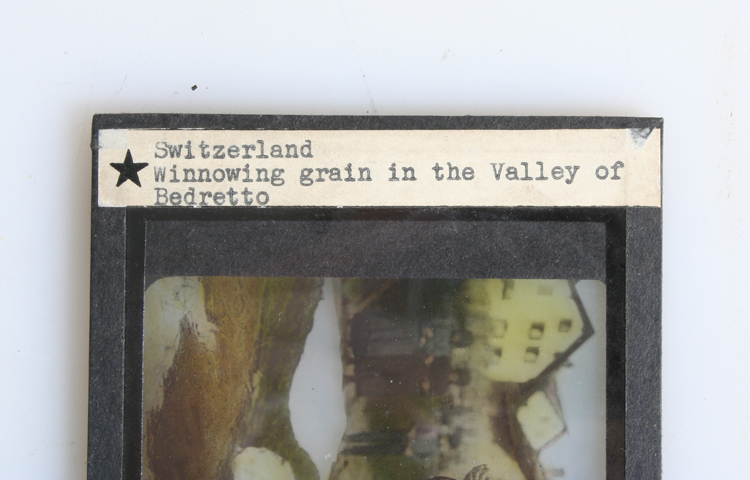 Switzerland
Winnowing grain in the Valley of
Bedretto